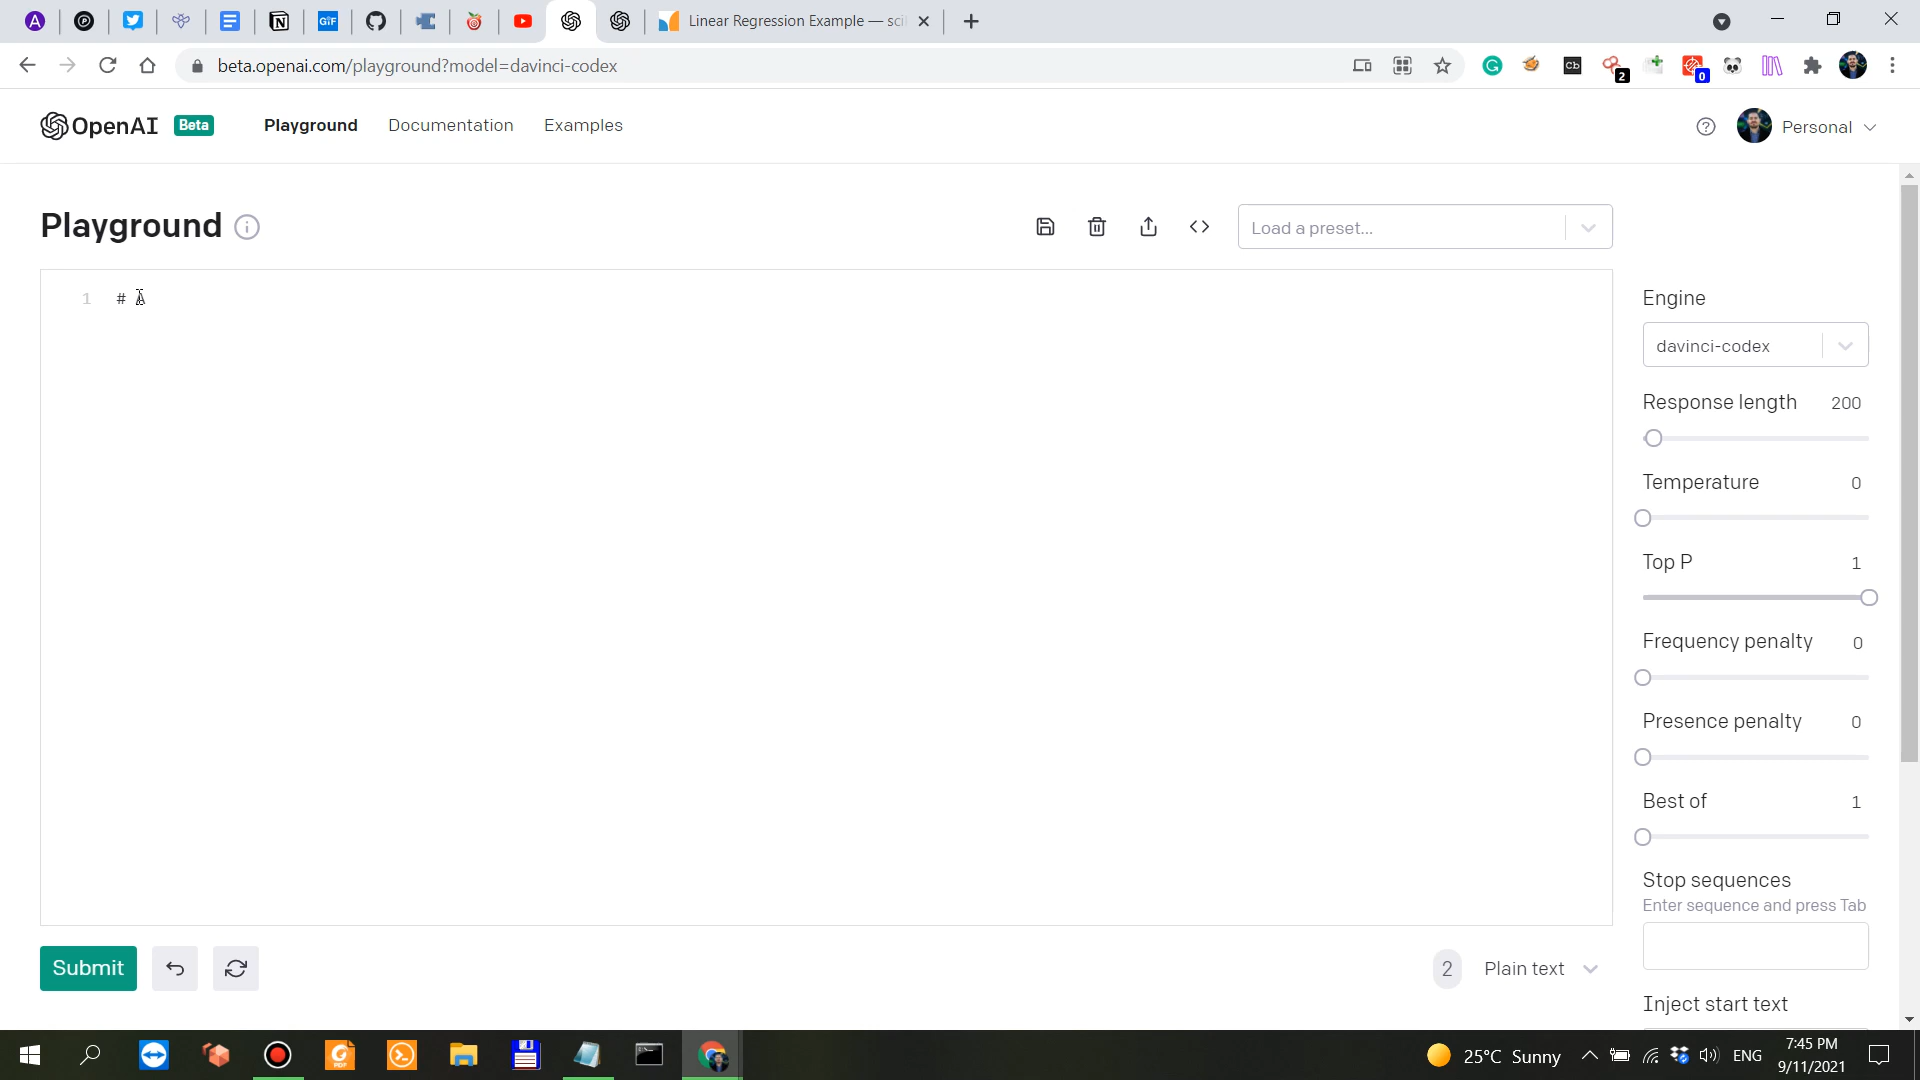 Linear Regression Example — sci
beta.openai.com/playground?model=davinci-codex
Cb
2
0
OpenAI Beta Playground Documentation Examples
Personal
Playground
Load a preset...
1 # A
Engine
davinci-codex
Response length 200
Temperature 0
Top P 1
Frequency penalty 0
Presence penalty 0
Best of 1
Stop sequences
Enter sequence and press Tab
Inject start text
Submit
2 Plain text
25°C Sunny
ENG
7:45 PM
9/11/2021